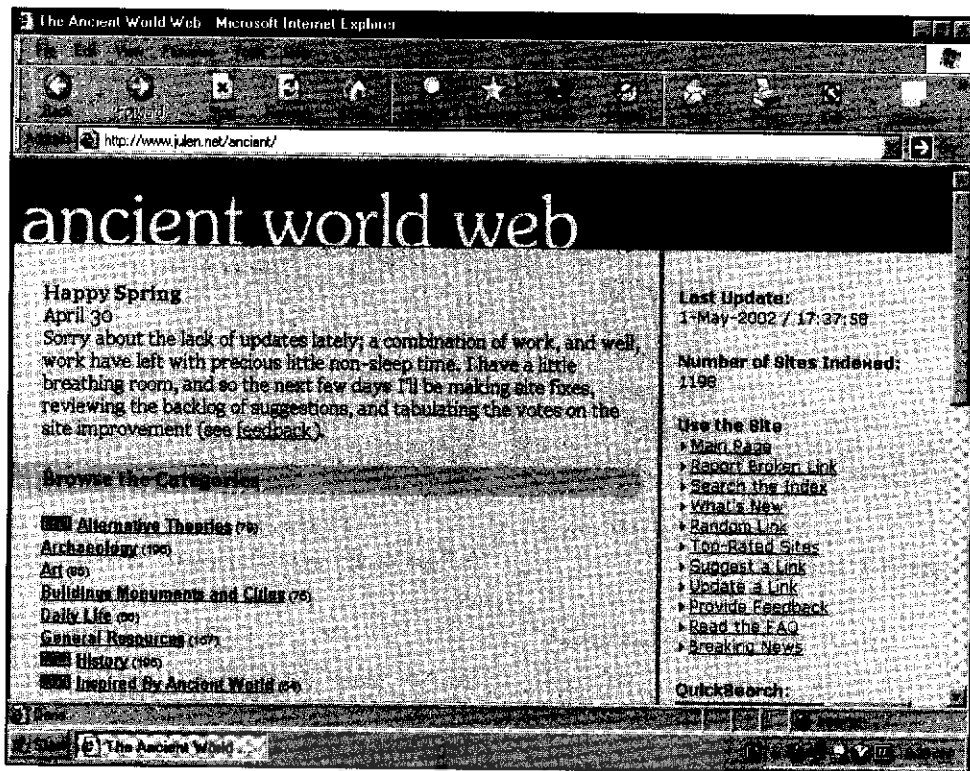 The Ancient World Web - Microsoft Internet Explorer
http://www.julen.net/ancient/
ancient world web
Happy Spring
April 30
Sorry about the lack of updates lately; a combination of work, and well,
work have left with precious little non-sleep time. I have a little
breathing room, and so the next few days I'll be making site fixes,
reviewing the backlog of suggestions, and tabulating the votes on the
site improvement (see feedback).
Browse the Categories
Alternative Theories
Archaeology
Art
Buildings Monuments and Cities
Daily Life
General Resources
History
Inspired By Ancient World
Last Update:
1-May-2002 / 17:37:58
Number of Sites Indexed:
Use the Site
Main Page
Report Broken Link
Search the Index
What's New
Random Link
Top-Rated Sites
Suggest a Link
Update a Link
Provide Feedback
Read the FAQ
Breaking News
QuickSearch:
Done
Start
The Ancient World ...